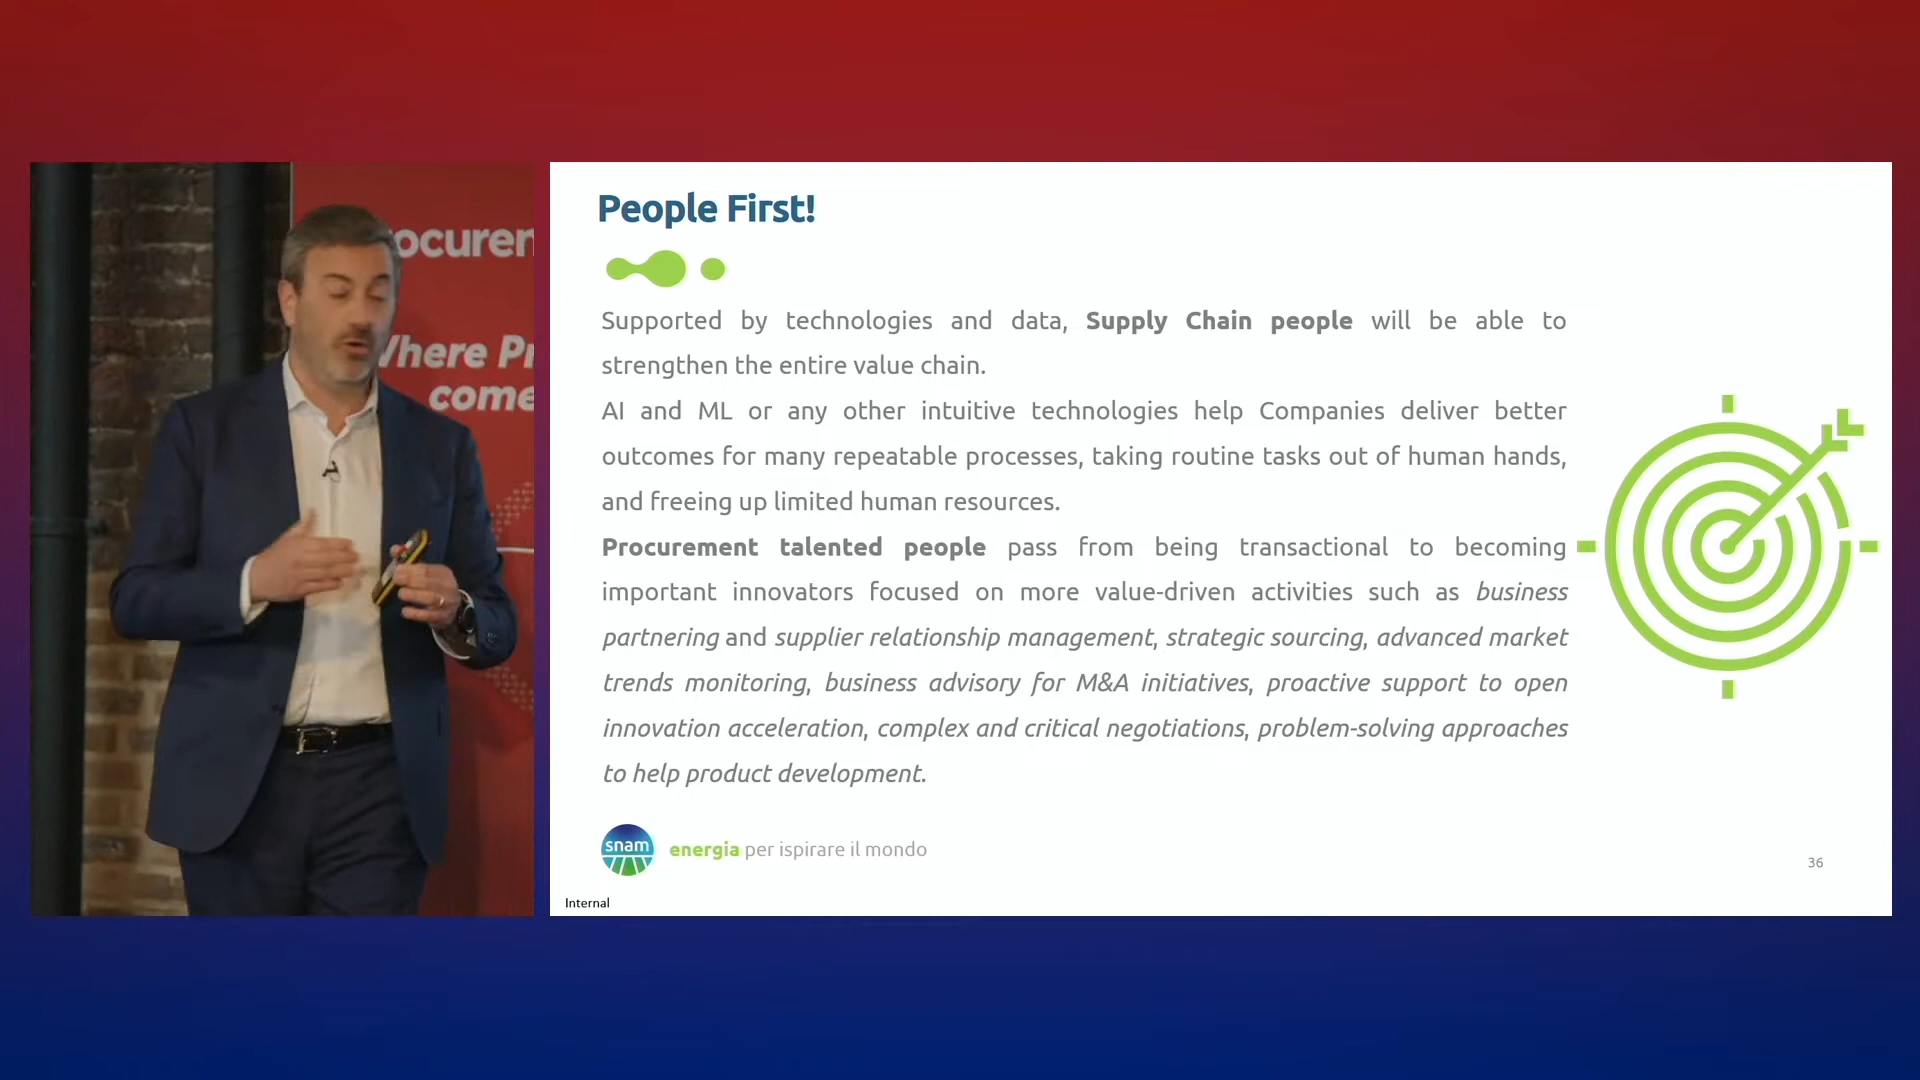 ocuren
Where Pr
come
People First!
Supported by technologies and data, Supply Chain people will be able to
strengthen the entire value chain.
AI and ML or any other intuitive technologies help Companies deliver better
outcomes for many repeatable processes, taking routine tasks out of human hands,
and freeing up limited human resources.
Procurement talented people pass from being transactional to becoming
important innovators focused on more value-driven activities such as business
partnering and supplier relationship management, strategic sourcing, advanced market
trends monitoring, business advisory for M&A initiatives, proactive support to open
innovation acceleration, complex and critical negotiations, problem-solving approaches
to help product development.
snam
energia per ispirare il mondo
36
Internal